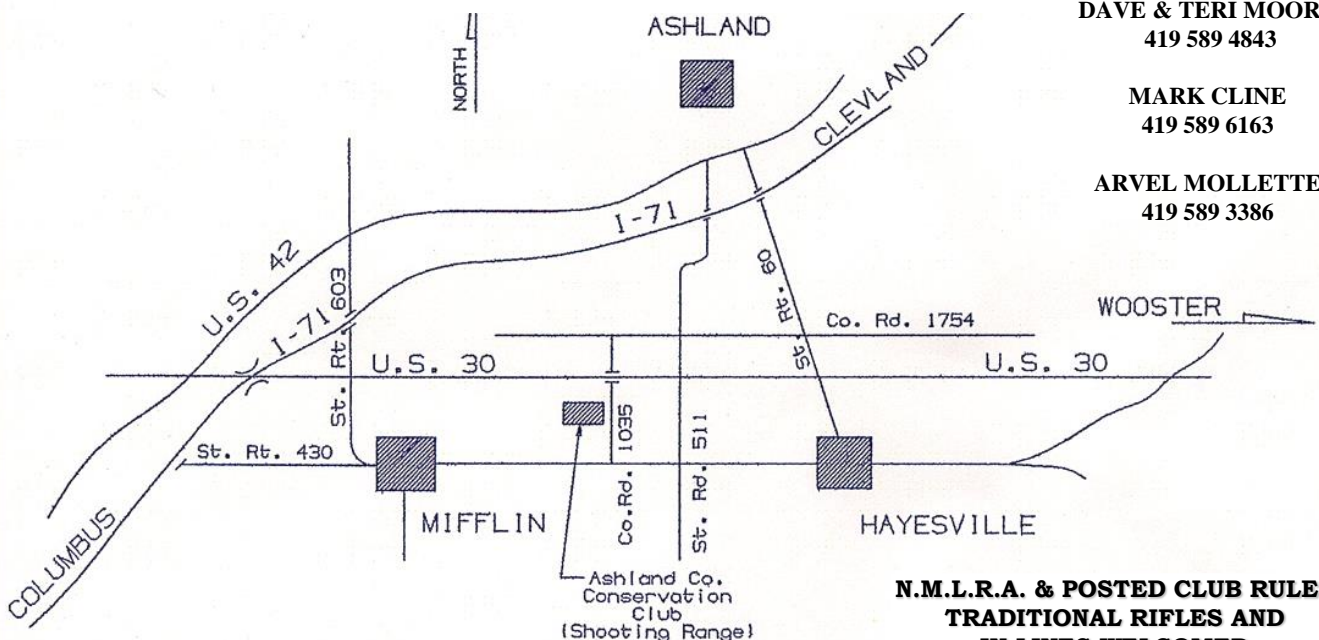 DAVE & TERI MOOR
419 589 4843
MARK CLINE
419 589 6163
ARVEL MOLLETTE
419 589 3386
NORTH
ASHLAND
CLEVLAND
I-71
U.S. 42
I-71
St. Rt 603
St. Rt. 60
Co. Rd. 1754
WOOSTER
U.S. 30
U.S. 30
St. Rt. 430
Co.Rd. 1035
St. Rd. 511
MIFFLIN
HAYESVILLE
COLUMBUS
Ashland Co.
Conservation
Club
(Shooting Range)
N.M.L.R.A. & POSTED CLUB RULE
TRADITIONAL RIFLES AND